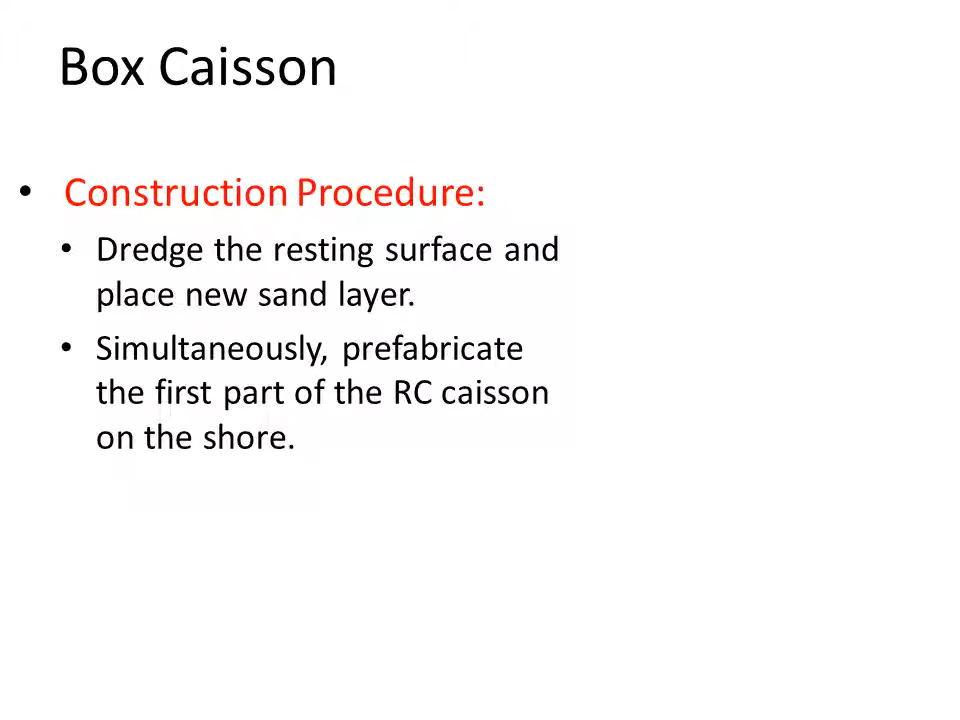 Box Caisson
• Construction Procedure:
• Dredge the resting surface and
place new sand layer.
• Simultaneously, prefabricate
the first part of the RC caisson
on the shore.